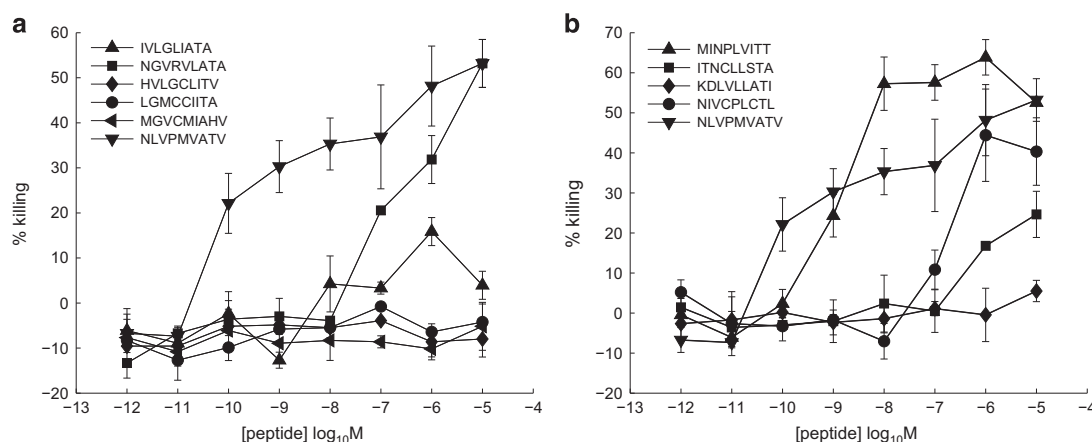 a
60
50
40
30
20
10
0
−10
−20
% killing
IVLGLIATA
NGVRVLATA
HVLGCLITV
LGMCCIITA
MGVCMIAHV
NLVPMVATV
−13 −12 −11 −10 −9 −8 −7 −6 −5 −4
[peptide] log10M
b
70
60
50
40
30
20
10
0
−10
−20
% killing
MINPLVITT
ITNCLLSTA
KDLVLLATI
NIVCPLCTL
NLVPMVATV
−13 −12 −11 −10 −9 −8 −7 −6 −5 −4
[peptide] log10M